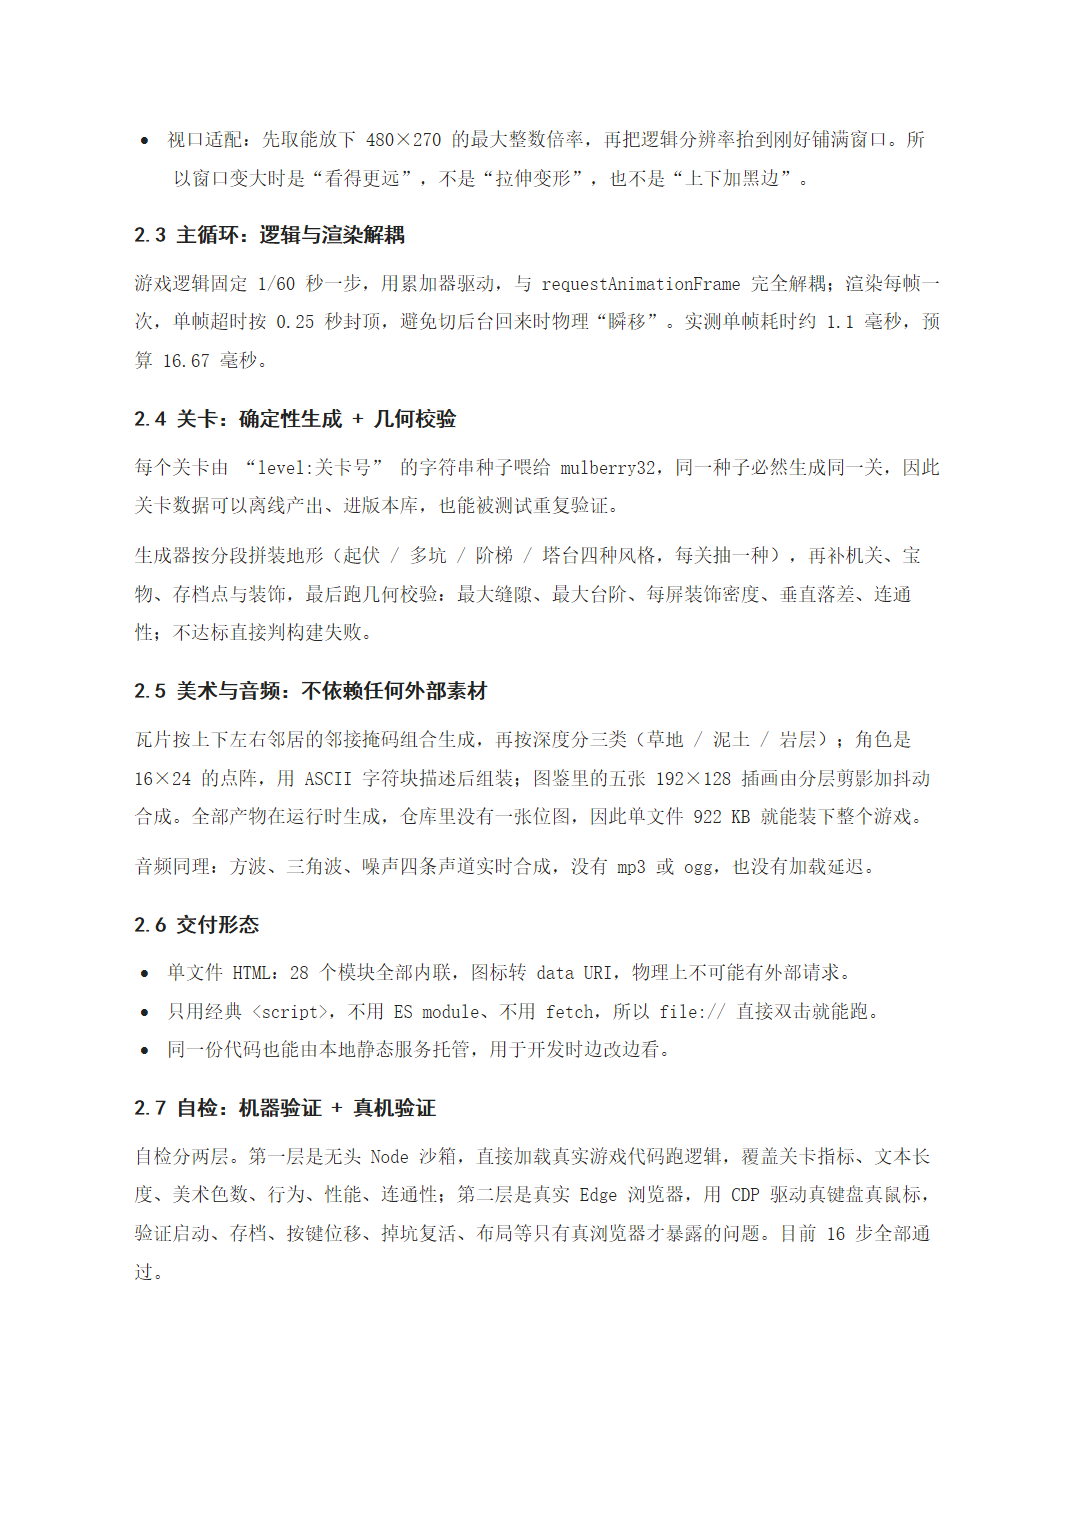 • 视口适配：先取能放下 480×270 的最大整数倍率，再把逻辑分辨率抬到刚好铺满窗口。所
以窗口变大时是“看得更远”，不是“拉伸变形”，也不是“上下加黑边”。
2.3 主循环：逻辑与渲染解耦
游戏逻辑固定 1/60 秒一步，用累加器驱动，与 requestAnimationFrame 完全解耦；渲染每帧一
次，单帧超时按 0.25 秒封顶，避免切后台回来时物理“瞬移”。实测单帧耗时约 1.1 毫秒，预
算 16.67 毫秒。
2.4 关卡：确定性生成 + 几何校验
每个关卡由 “level:关卡号” 的字符串种子喂给 mulberry32，同一种子必然生成同一关，因此
关卡数据可以离线产出、进版本库，也能被测试重复验证。
生成器按分段拼装地形（起伏 / 多坑 / 阶梯 / 塔台四种风格，每关抽一种），再补机关、宝
物、存档点与装饰，最后跑几何校验：最大缝隙、最大台阶、每屏装饰密度、垂直落差、连通
性；不达标直接判构建失败。
2.5 美术与音频：不依赖任何外部素材
瓦片按上下左右邻居的邻接掩码组合生成，再按深度分三类（草地 / 泥土 / 岩层）；角色是
16×24 的点阵，用 ASCII 字符块描述后组装；图鉴里的五张 192×128 插画由分层剪影加抖动
合成。全部产物在运行时生成，仓库里没有一张位图，因此单文件 922 KB 就能装下整个游戏。
音频同理：方波、三角波、噪声四条声道实时合成，没有 mp3 或 ogg，也没有加载延迟。
2.6 交付形态
• 单文件 HTML：28 个模块全部内联，图标转 data URI，物理上不可能有外部请求。
• 只用经典 <script>，不用 ES module、不用 fetch，所以 file:// 直接双击就能跑。
• 同一份代码也能由本地静态服务托管，用于开发时边改边看。
2.7 自检：机器验证 + 真机验证
自检分两层。第一层是无头 Node 沙箱，直接加载真实游戏代码跑逻辑，覆盖关卡指标、文本长
度、美术色数、行为、性能、连通性；第二层是真实 Edge 浏览器，用 CDP 驱动真键盘真鼠标，
验证启动、存档、按键位移、掉坑复活、布局等只有真浏览器才暴露的问题。目前 16 步全部通
过。